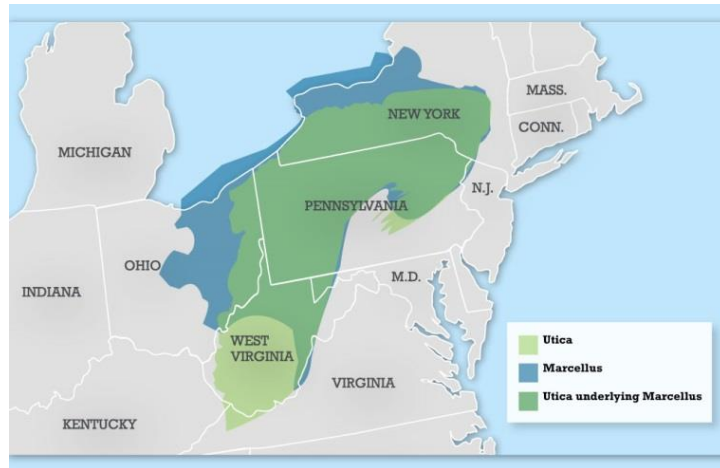 MASS.
NEW YORK
CONN.
MICHIGAN
N.J.
PENNSYLVANIA
OHIO
M.D.
INDIANA
WEST
VIRGINIA
VIRGINIA
KENTUCKY
Utica
Marcellus
Utica underlying Marcellus